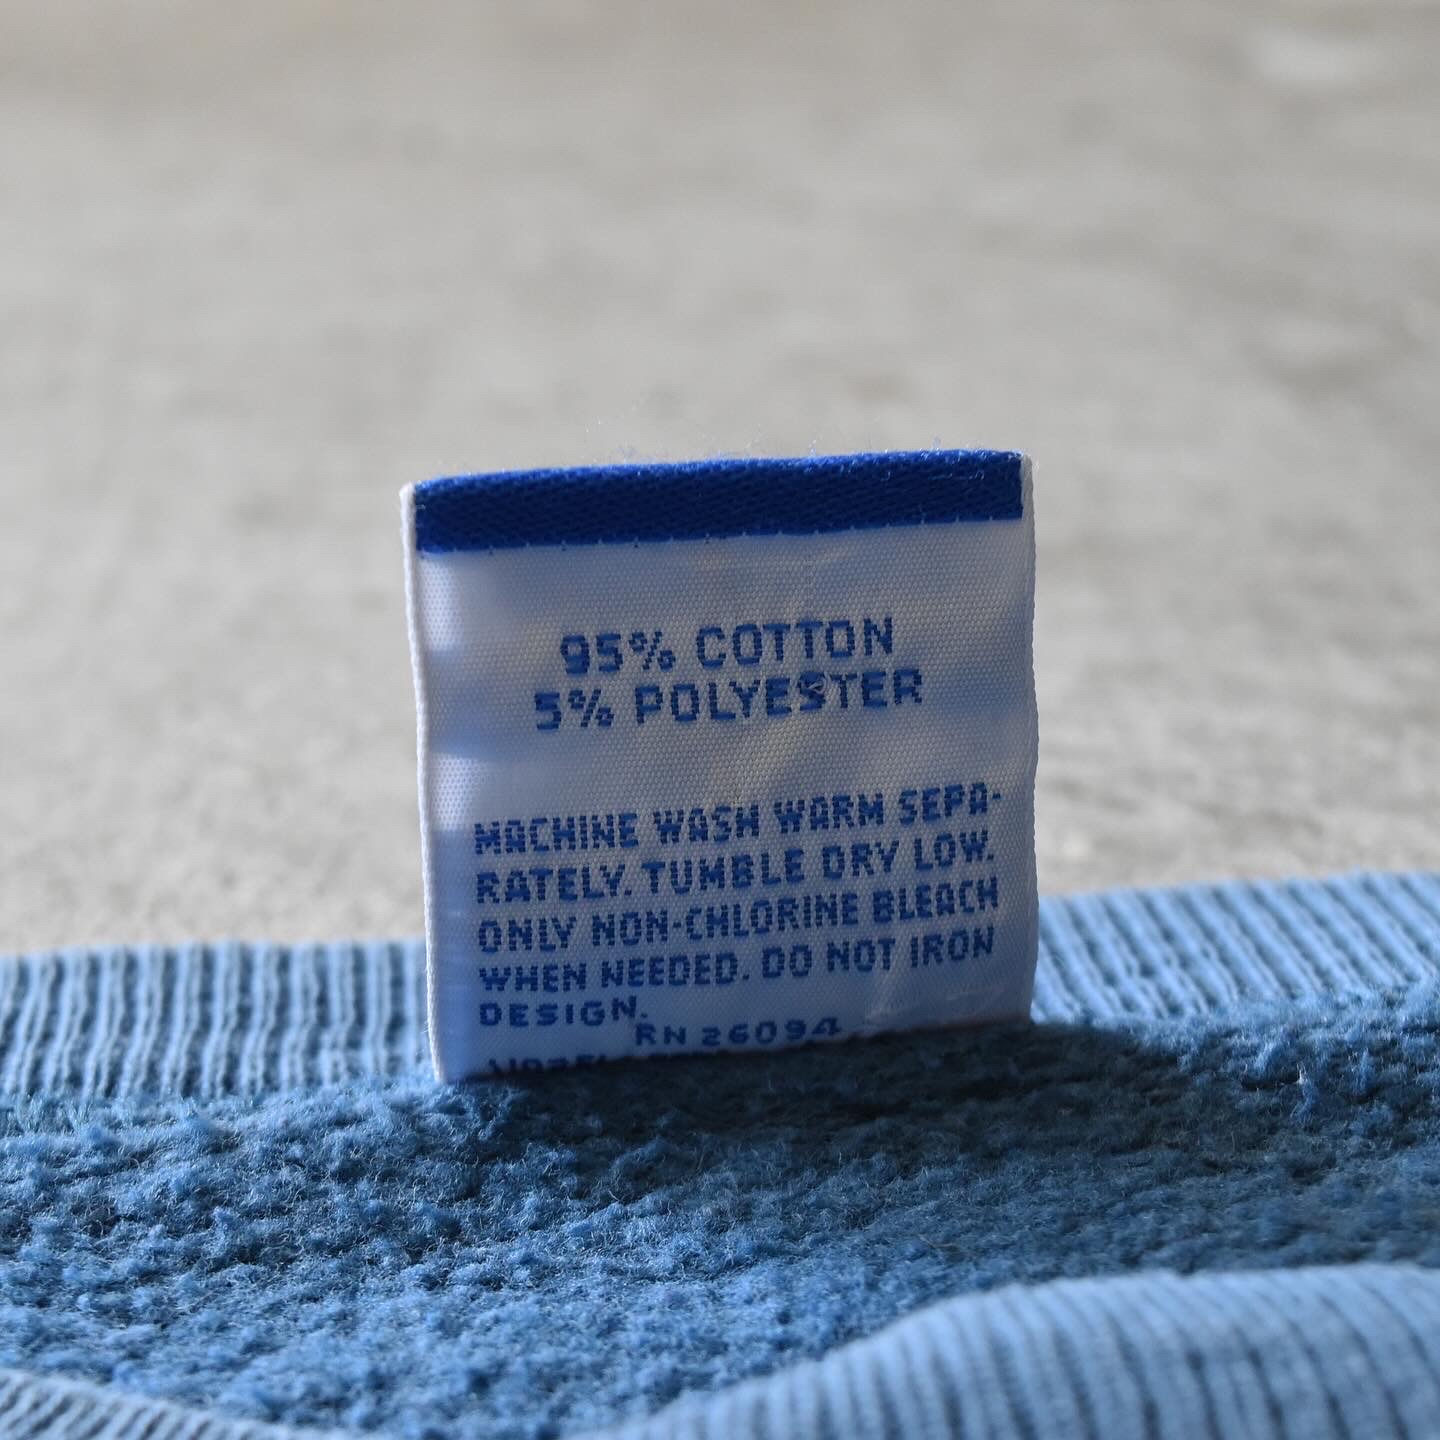 95% COTTON
5% POLYESTER
MACHINE WASH WARM SEPA-
RATELY. TUMBLE DRY LOW.
ONLY NON-CHLORINE BLEACH
WHEN NEEDED. DO NOT IRON
DESIGN.
RN 26094